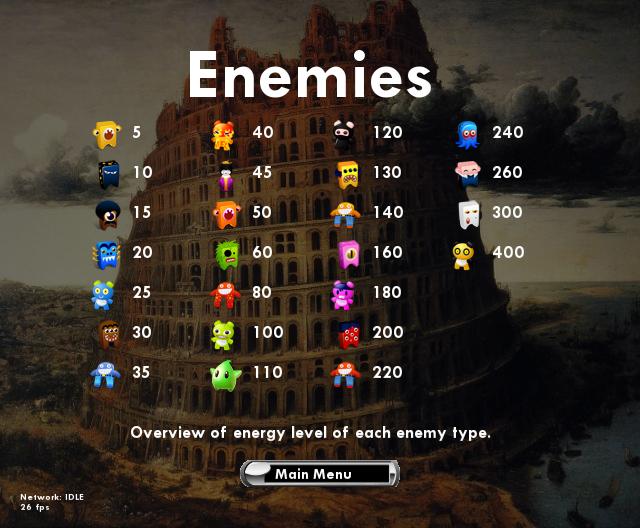 Enemies
5 40 120 240
10 45 130 260
15 50 140 300
20 60 160 400
25 80 180
30 100 200
35 110 220
Overview of energy level of each enemy type.
Main Menu
Network: IDLE
26 fps